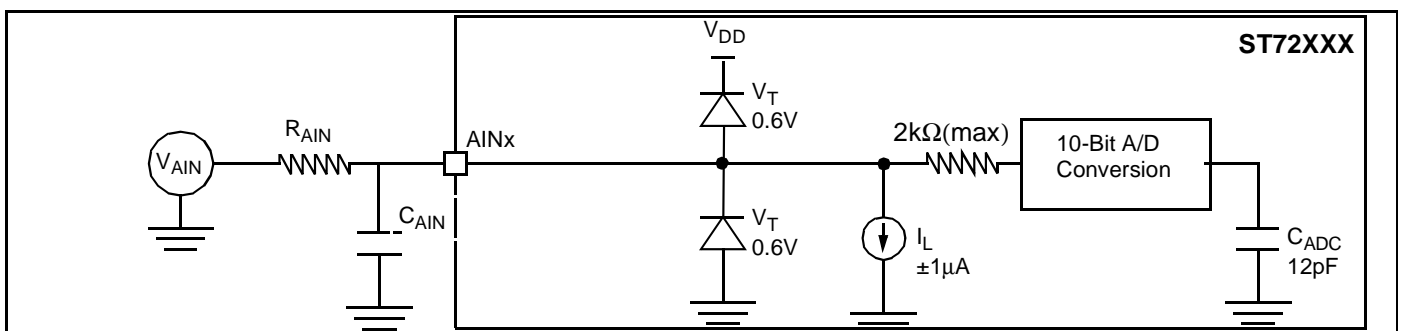 V_DD
ST72XXX
V_T
0.6V
R_AIN
AINx
2kΩ(max)
10-Bit A/D
Conversion
V_AIN
C_AIN
V_T
0.6V
I_L
±1μA
C_ADC
12pF